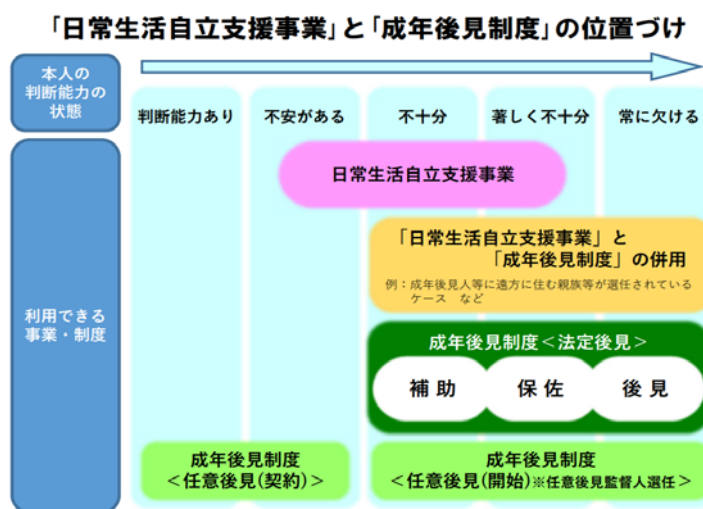 「日常生活自立支援事業」と「成年後見制度」の位置づけ
本人の
判断能力の
状態
判断能力あり
不安がある
不十分
著しく不十分
常に欠ける
利用できる
事業・制度
日常生活自立支援事業
「日常生活自立支援事業」と
「成年後見制度」の併用
例：成年後見人等に遠方に住む親族等が選任されている
ケース など
成年後見制度＜法定後見＞
補助
保佐
後見
成年後見制度
＜任意後見(契約)＞
成年後見制度
＜任意後見(開始)※任意後見監督人選任＞